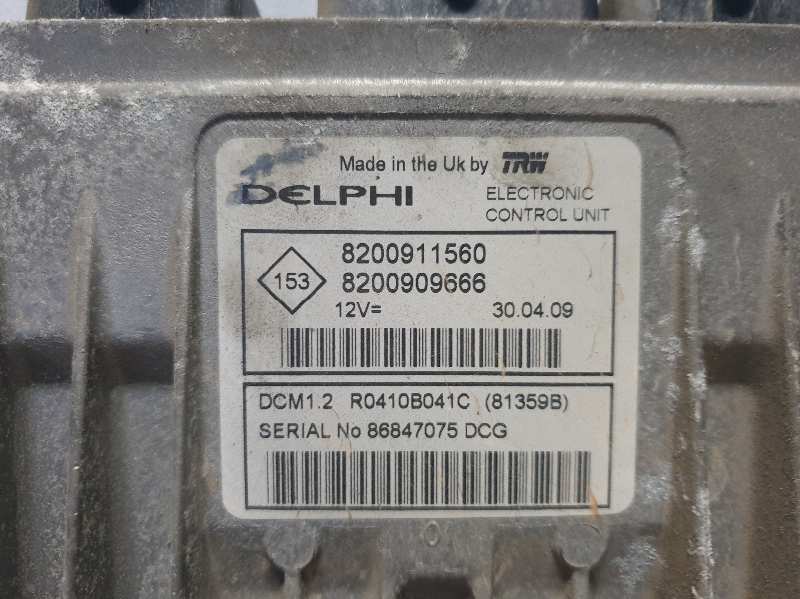 Made in the Uk by TRW
DELPHI
ELECTRONIC
CONTROL UNIT
153
8200911560
8200909666
12V=
30.04.09
DCM1.2 R0410B041C (81359B)
SERIAL No 86847075 DCG